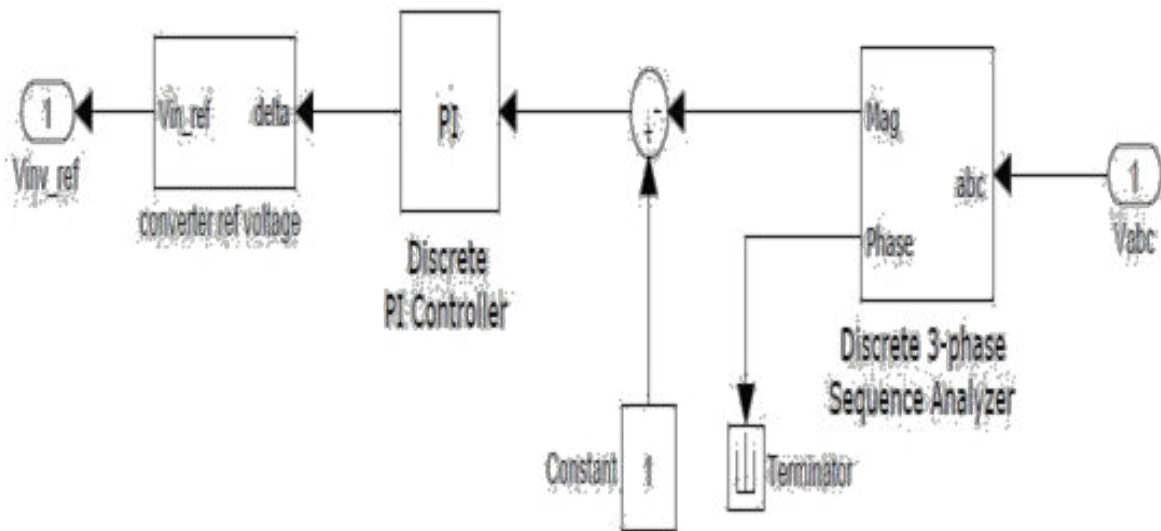 1
Vinv_ref
Vin_ref
delta
converter ref voltage
PI
Discrete
PI Controller
-
+
Constant
Terminator
Mag
Phase
abc
Discrete 3-phase
Sequence Analyzer
1
Vabc